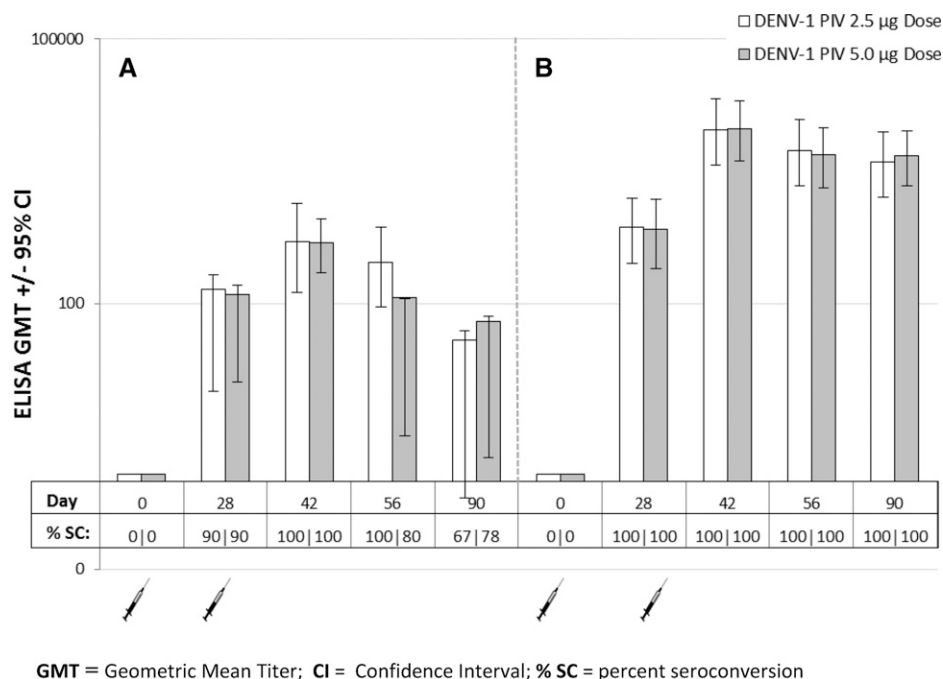 DENV-1 PIV 2.5 µg Dose
DENV-1 PIV 5.0 µg Dose
100000
A
B
ELISA GMT +/- 95% CI
100
Day 0 28 42 56 90 0 28 42 56 90
% SC: 0|0 90|90 100|100 100|80 67|78 0|0 100|100 100|100 100|100 100|100
0
GMT = Geometric Mean Titer; CI = Confidence Interval; % SC = percent seroconversion